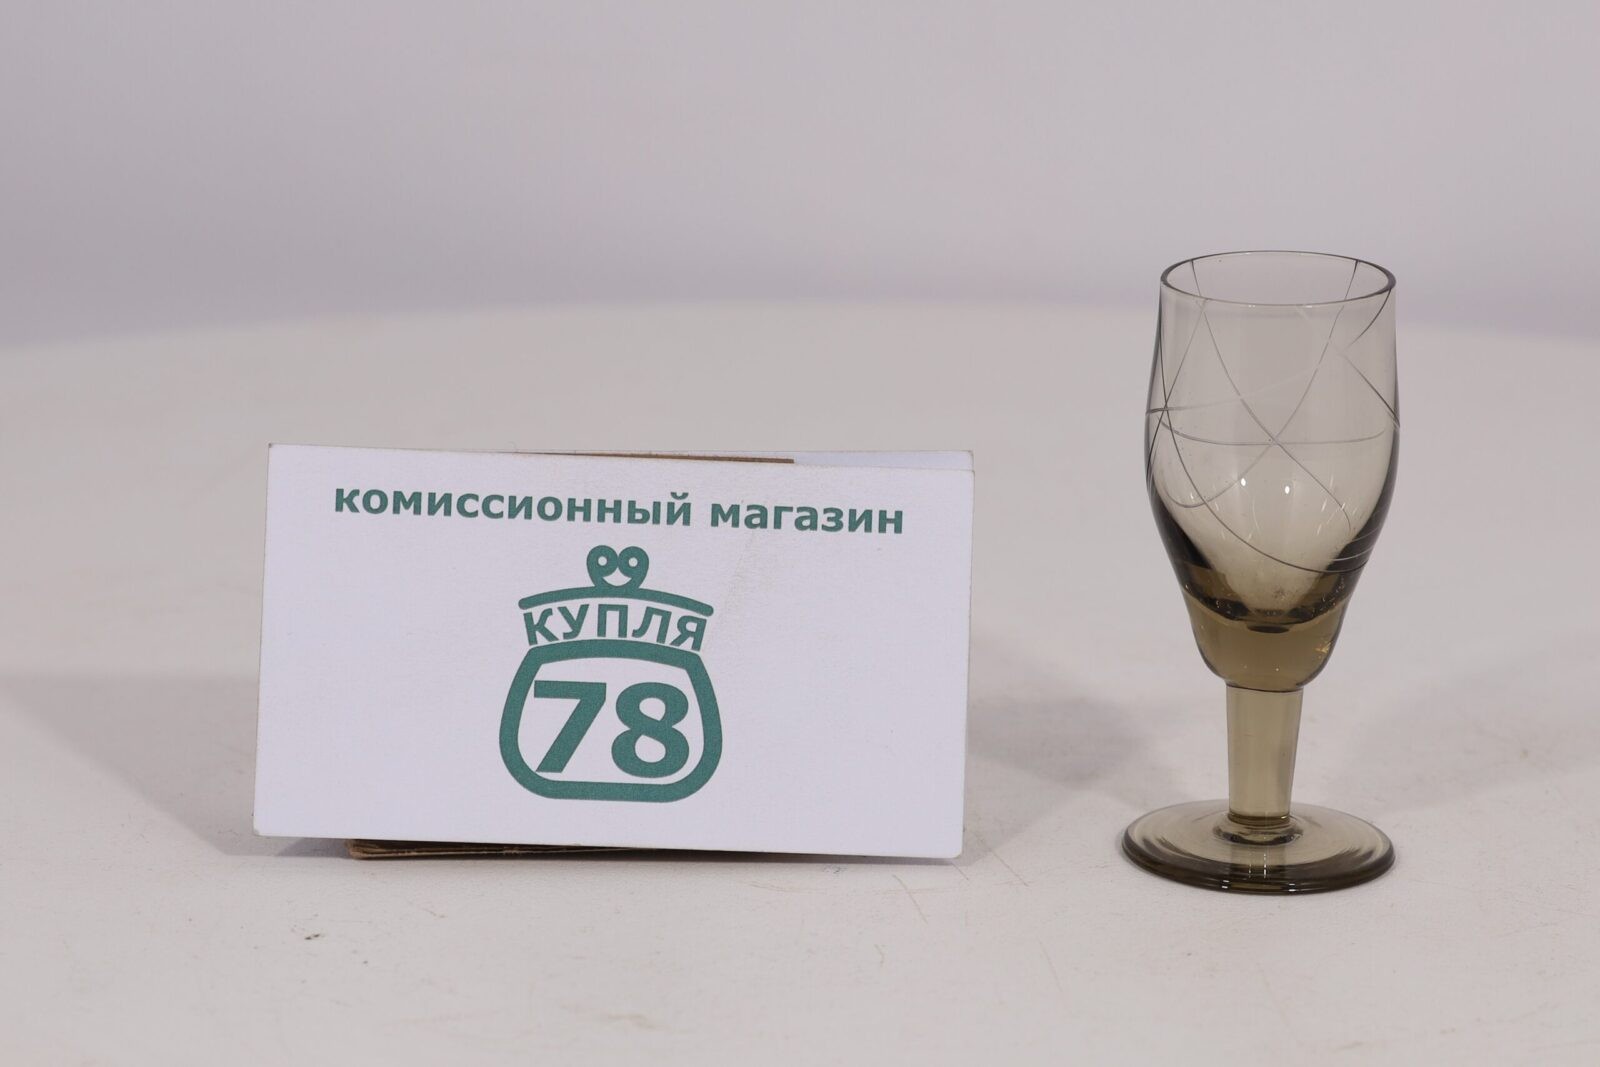 комиссионный магазин
КУПЛЯ
78